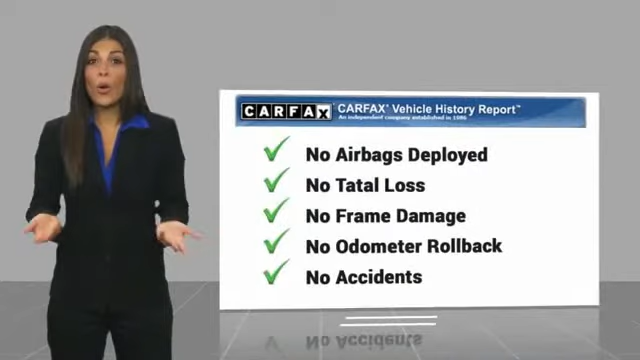 CARFAX CARFAX® Vehicle History Report™
An independent company established in 1986
No Airbags Deployed
No Tatal Loss
No Frame Damage
No Odometer Rollback
No Accidents